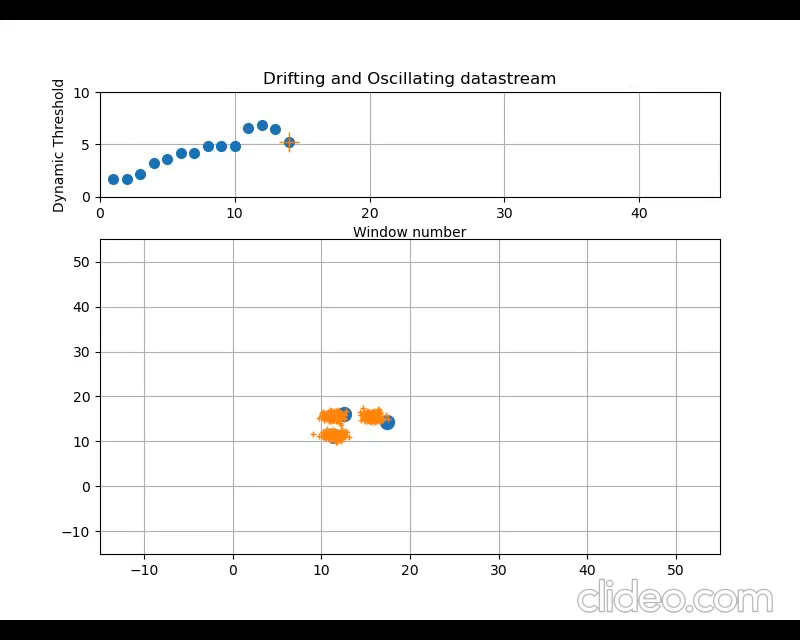 Drifting and Oscillating datastream
Dynamic Threshold
10
5
0
0 10 20 30 40
Window number
50
40
30
20
10
0
−10
−10 0 10 20 30 40 50
clideo.com